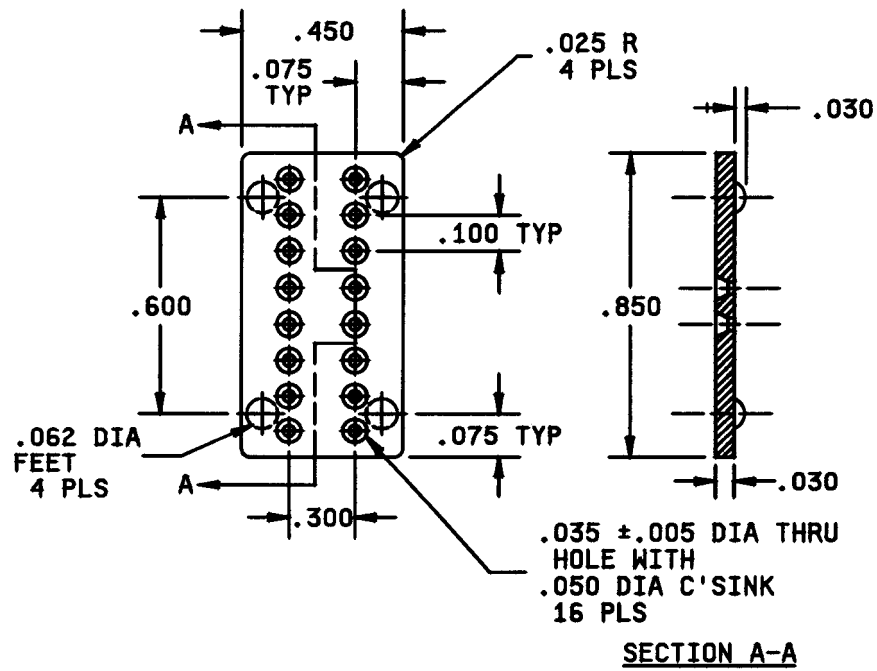 .450
.075
TYP
.025 R
4 PLS
A
.030
.100 TYP
.600
.850
.062 DIA
FEET
4 PLS
.075 TYP
A
.300
.030
.035 ±.005 DIA THRU
HOLE WITH
.050 DIA C'SINK
16 PLS
SECTION A-A